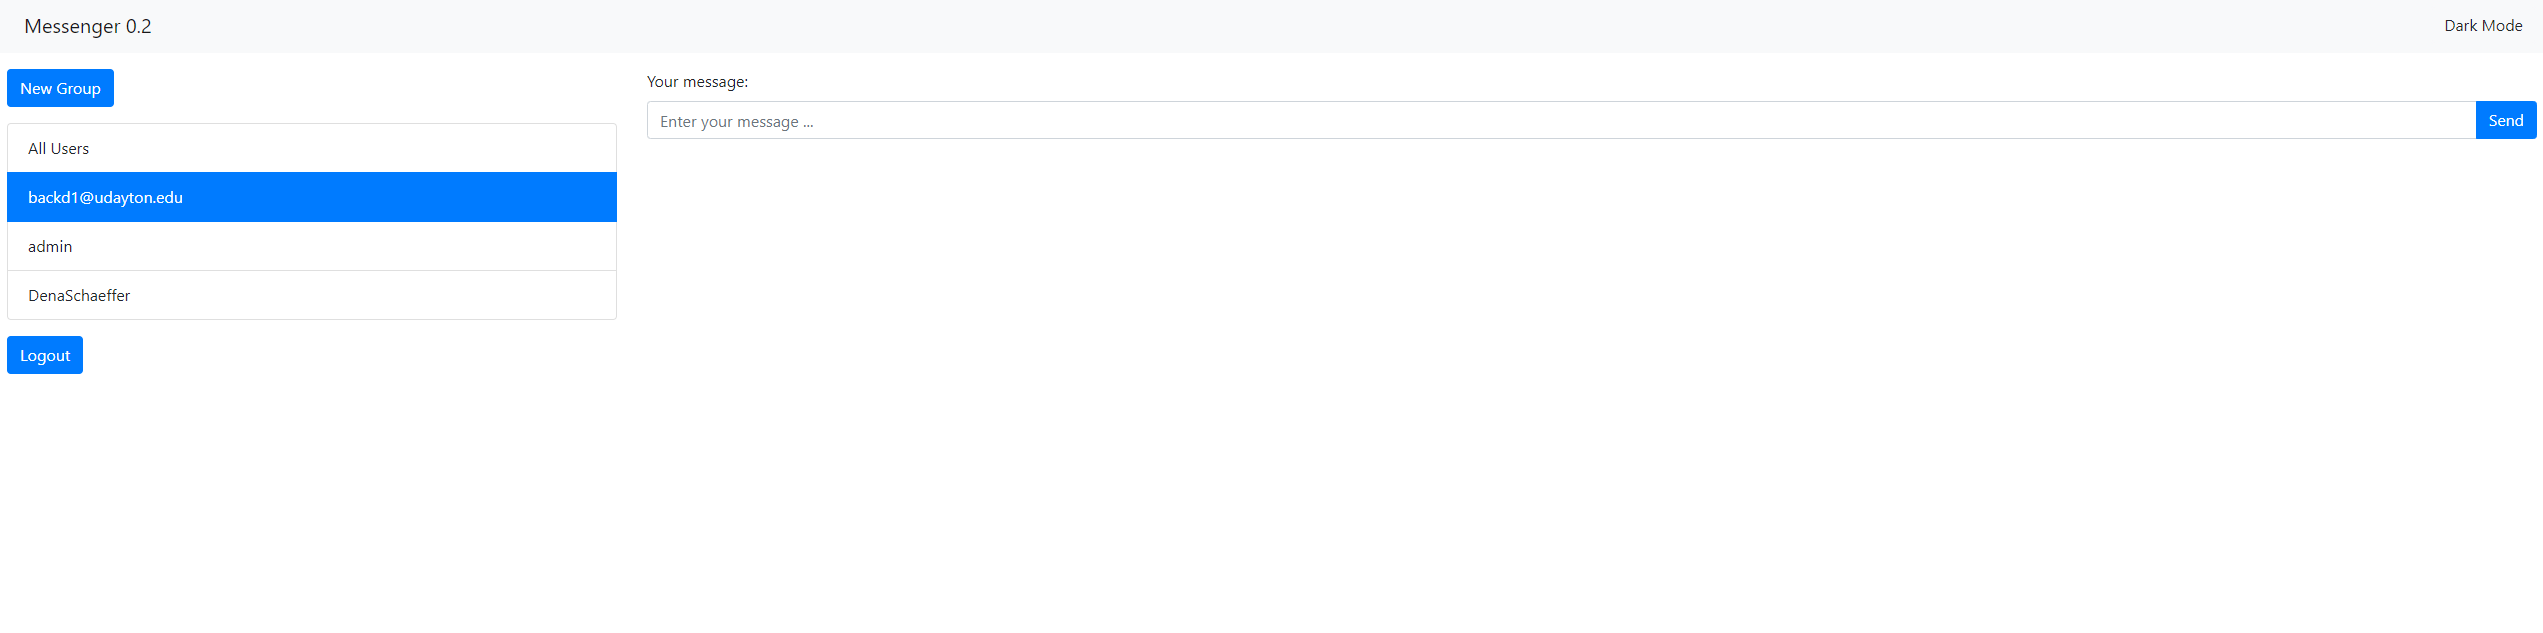 Messenger 0.2
Dark Mode
New Group
All Users
backd1@udayton.edu
admin
DenaSchaeffer
Logout
Your message:
Enter your message ...
Send